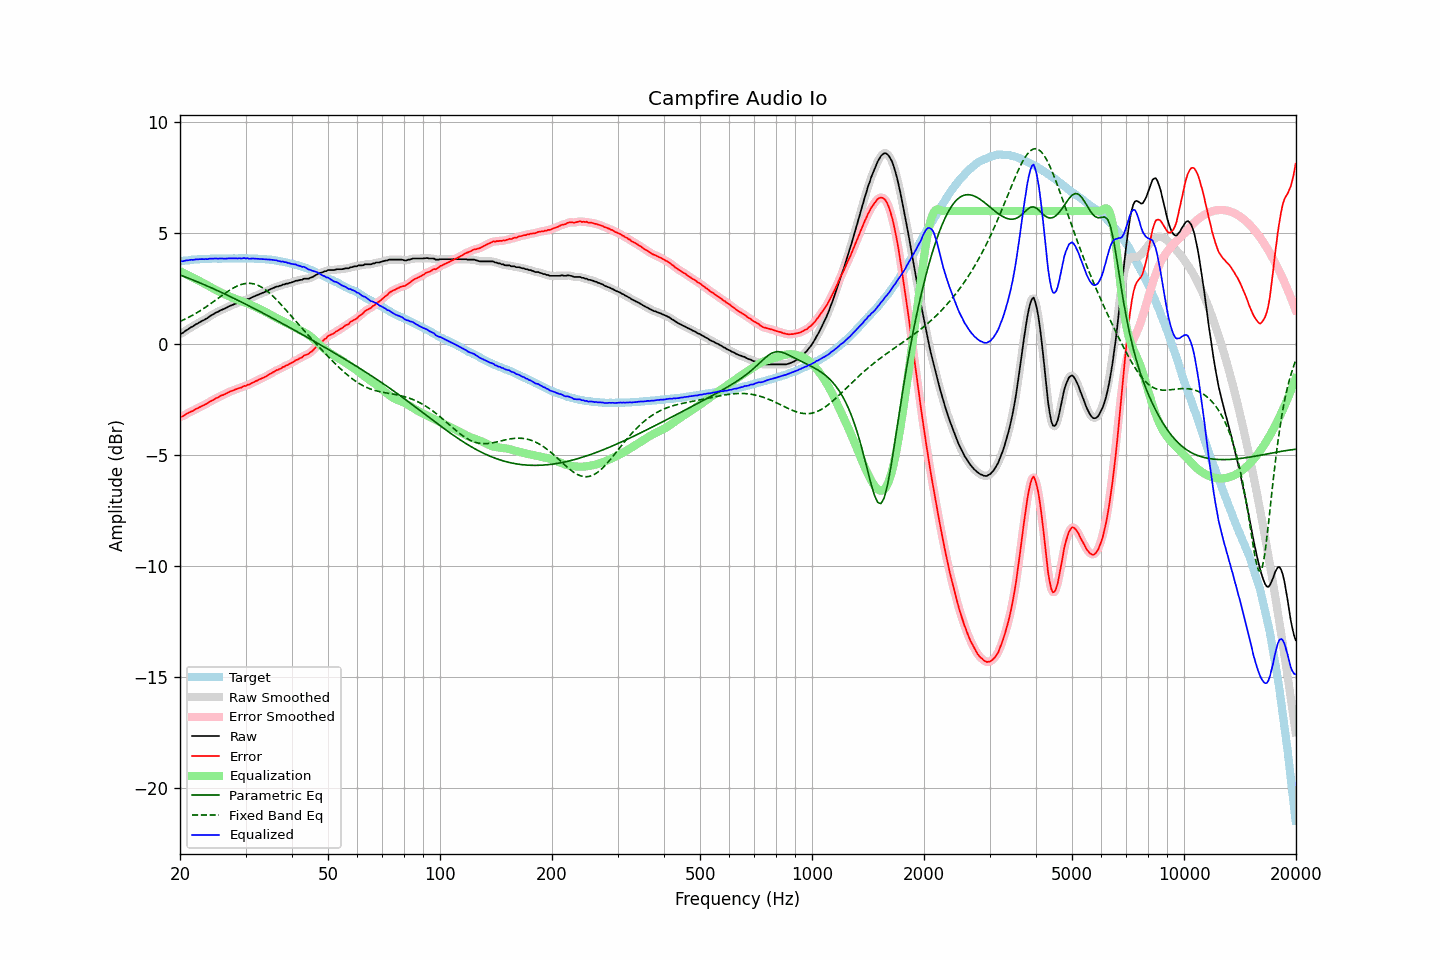 Campfire Audio Io
10
5
0
−5
−10
−15
−20
Amplitude (dBr)
Target
Raw Smoothed
Error Smoothed
Raw
Error
Equalization
Parametric Eq
Fixed Band Eq
Equalized
20
50
100
200
500
1000
2000
5000
10000
20000
Frequency (Hz)